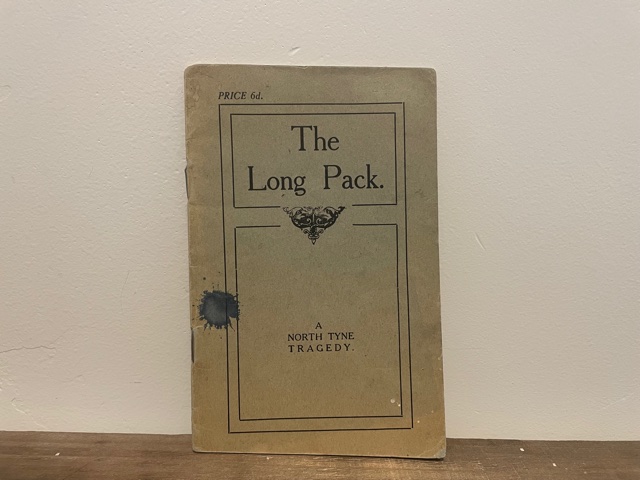 PRICE 6d.
The
Long Pack.
A
NORTH TYNE
TRAGEDY.